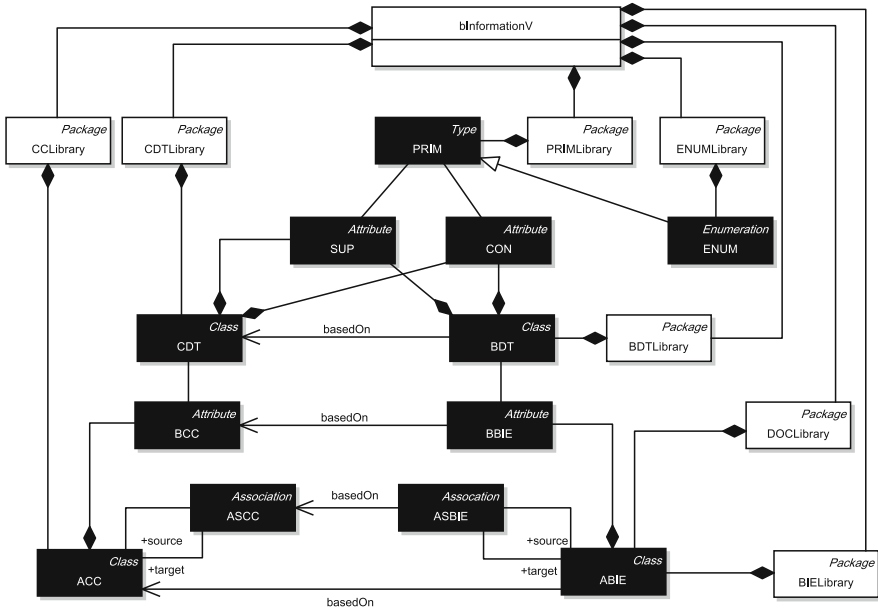 bInformationV
Package
CCLibrary
Package
CDTLibrary
Type
PRIM
Package
PRIMLibrary
Package
ENUMLibrary
Attribute
SUP
Attribute
CON
Enumeration
ENUM
Class
CDT
basedOn
Class
BDT
Package
BDTLibrary
Attribute
BCC
basedOn
Attribute
BBIE
Package
DOCLibrary
Association
ASCC
basedOn
Assocation
ASBIE
+source
+source
Class
ACC
+target
+target
Class
ABIE
Package
BIELibrary
basedOn